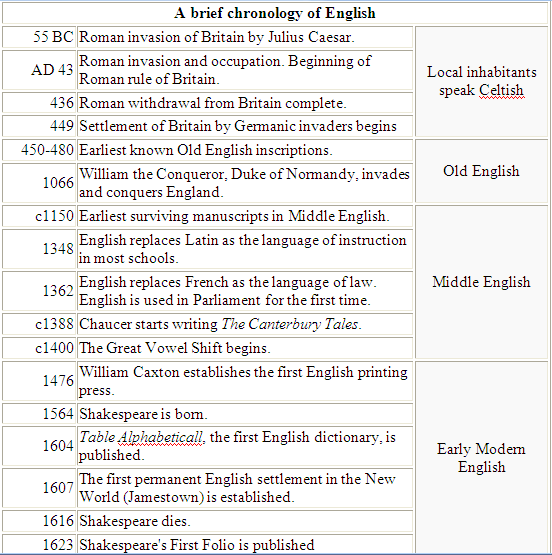 A brief chronology of English
55 BC Roman invasion of Britain by Julius Caesar.
AD 43 Roman invasion and occupation. Beginning of
Roman rule of Britain.
436 Roman withdrawal from Britain complete.
449 Settlement of Britain by Germanic invaders begins
Local inhabitants
speak Celtish
450-480 Earliest known Old English inscriptions.
1066 William the Conqueror, Duke of Normandy, invades
and conquers England.
Old English
c1150 Earliest surviving manuscripts in Middle English.
1348 English replaces Latin as the language of instruction
in most schools.
1362 English replaces French as the language of law.
English is used in Parliament for the first time.
c1388 Chaucer starts writing The Canterbury Tales.
c1400 The Great Vowel Shift begins.
Middle English
1476 William Caxton establishes the first English printing
press.
1564 Shakespeare is born.
1604 Table Alphabeticall, the first English dictionary, is
published.
1607 The first permanent English settlement in the New
World (Jamestown) is established.
1616 Shakespeare dies.
1623 Shakespeare's First Folio is published
Early Modern
English